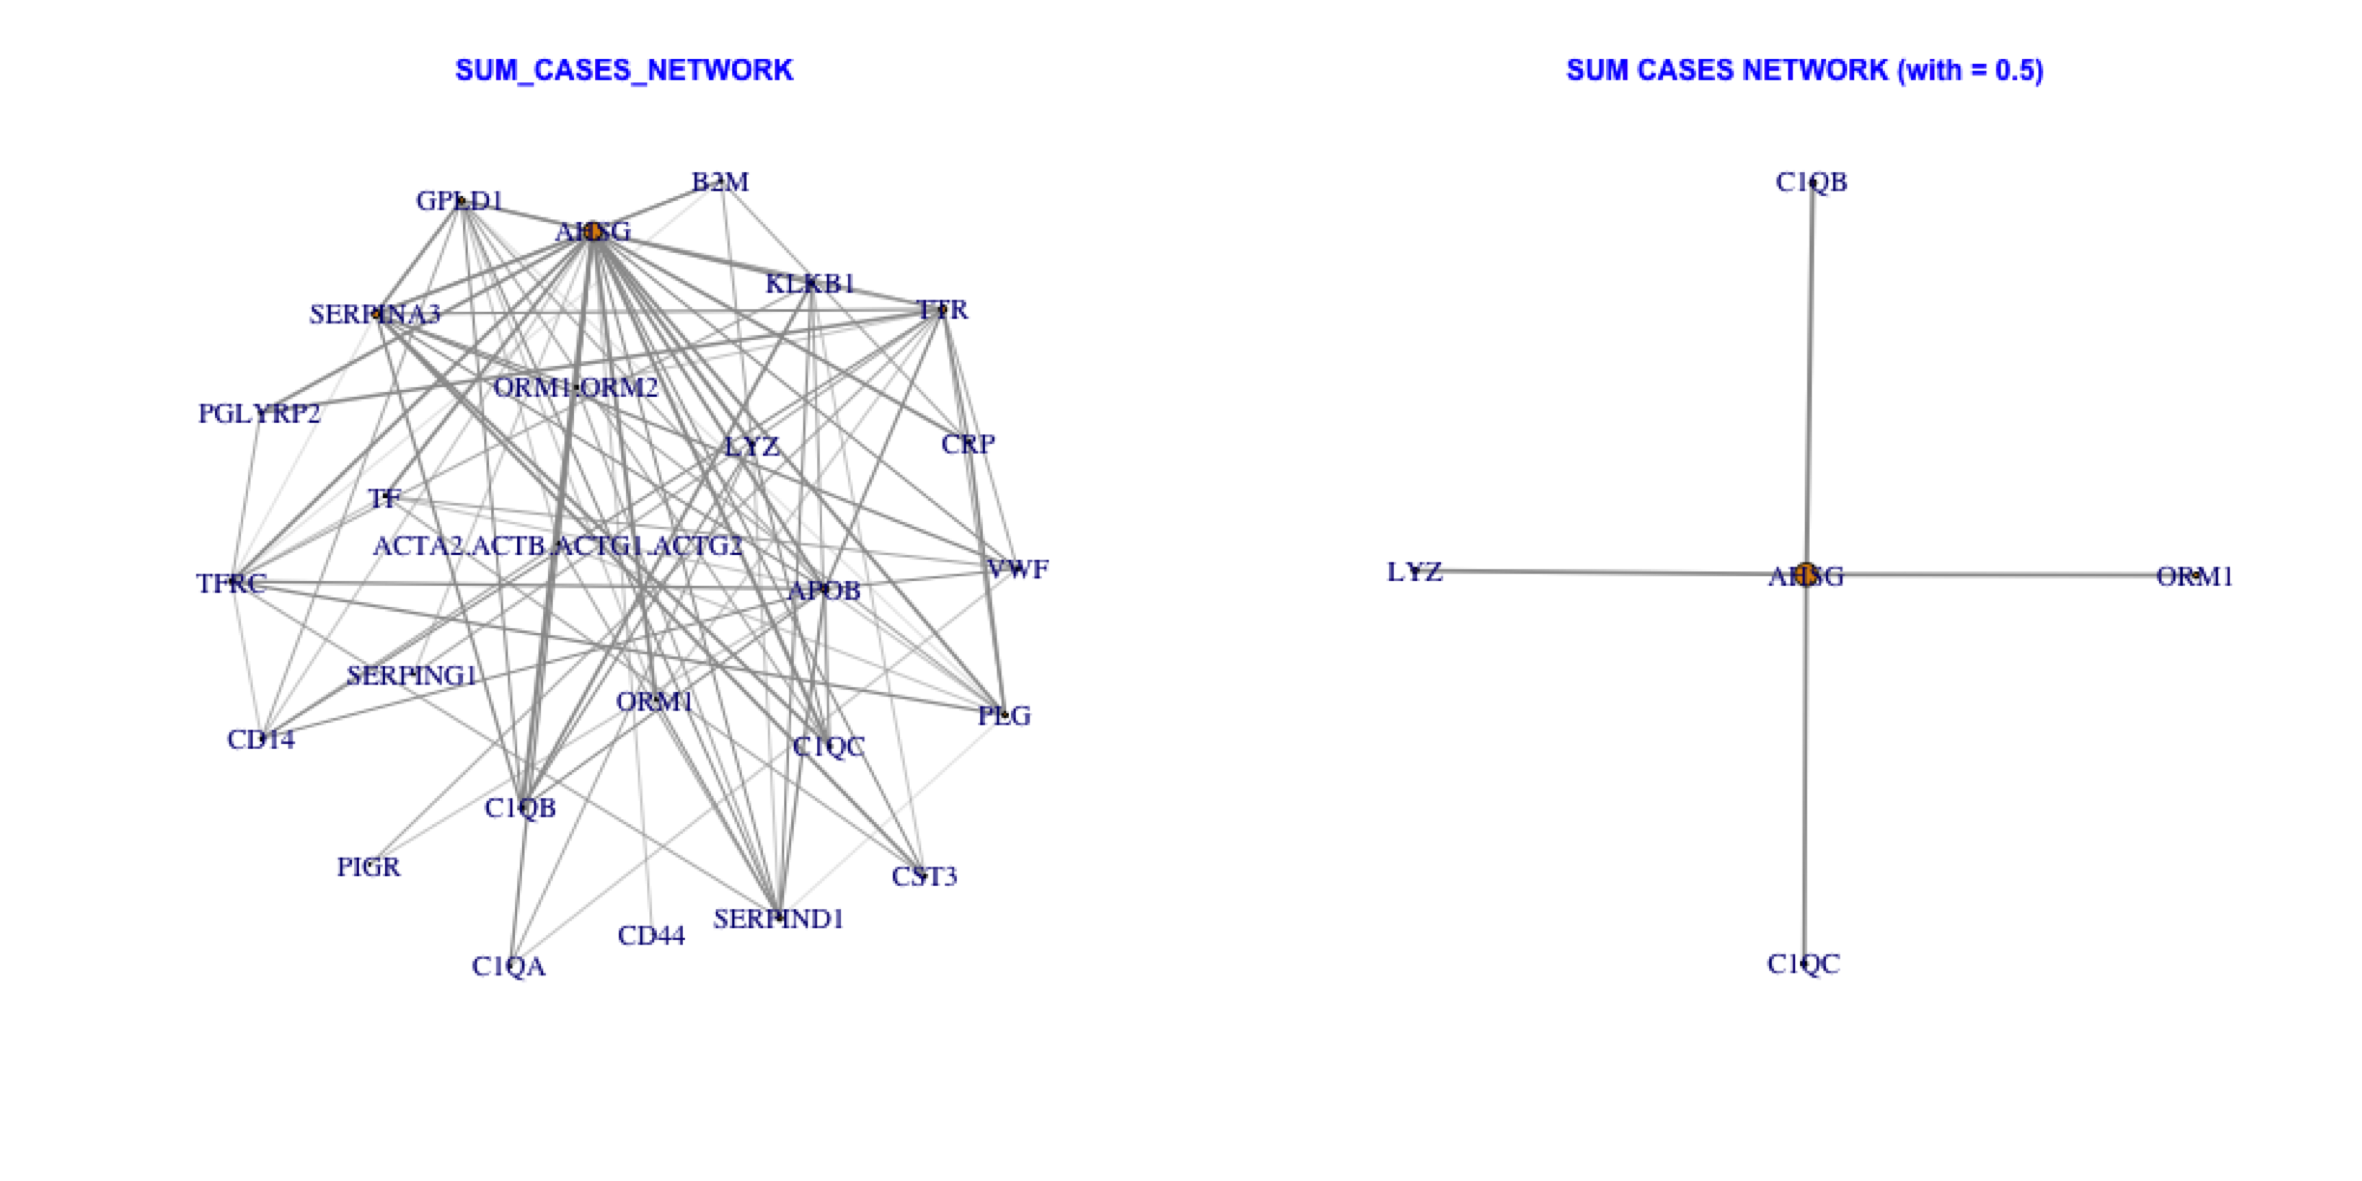 SUM_CASES_NETWORK
B2M
GPLD1
AHSG
KLKB1
TTR
SERPINA3
ORM1.ORM2
PGLYRP2
LYZ
CRP
TF
ACTA2.ACTB.ACTG1.ACTG2
VWF
TFRC
APOB
SERPING1
ORM1
PLG
CD14
C1QC
C1QB
PIGR
CST3
SERPIND1
CD44
C1QA
SUM CASES NETWORK (with = 0.5)
C1QB
LYZ
AHSG
ORM1
C1QC